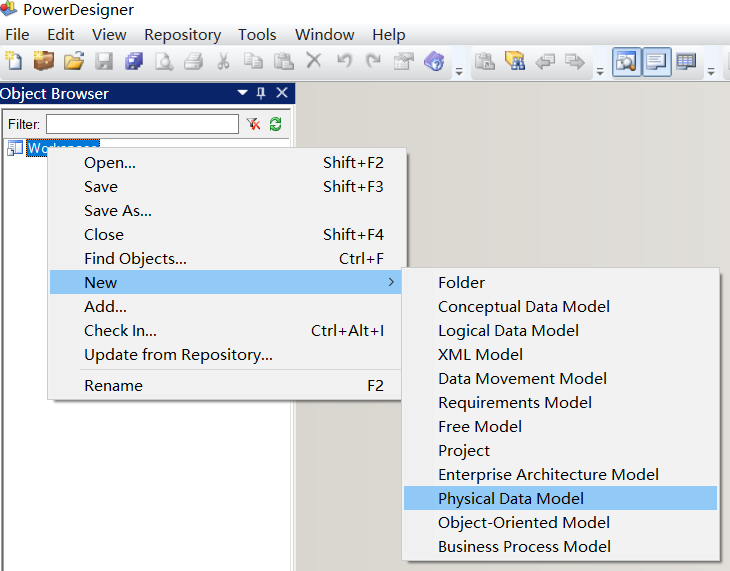 PowerDesigner
File Edit View Repository Tools Window Help
Object Browser
Filter:
Workspace
Open... Shift+F2
Save Shift+F3
Save As...
Close Shift+F4
Find Objects... Ctrl+F
New
Add...
Check In... Ctrl+Alt+I
Update from Repository...
Rename F2
Folder
Conceptual Data Model
Logical Data Model
XML Model
Data Movement Model
Requirements Model
Free Model
Project
Enterprise Architecture Model
Physical Data Model
Object-Oriented Model
Business Process Model